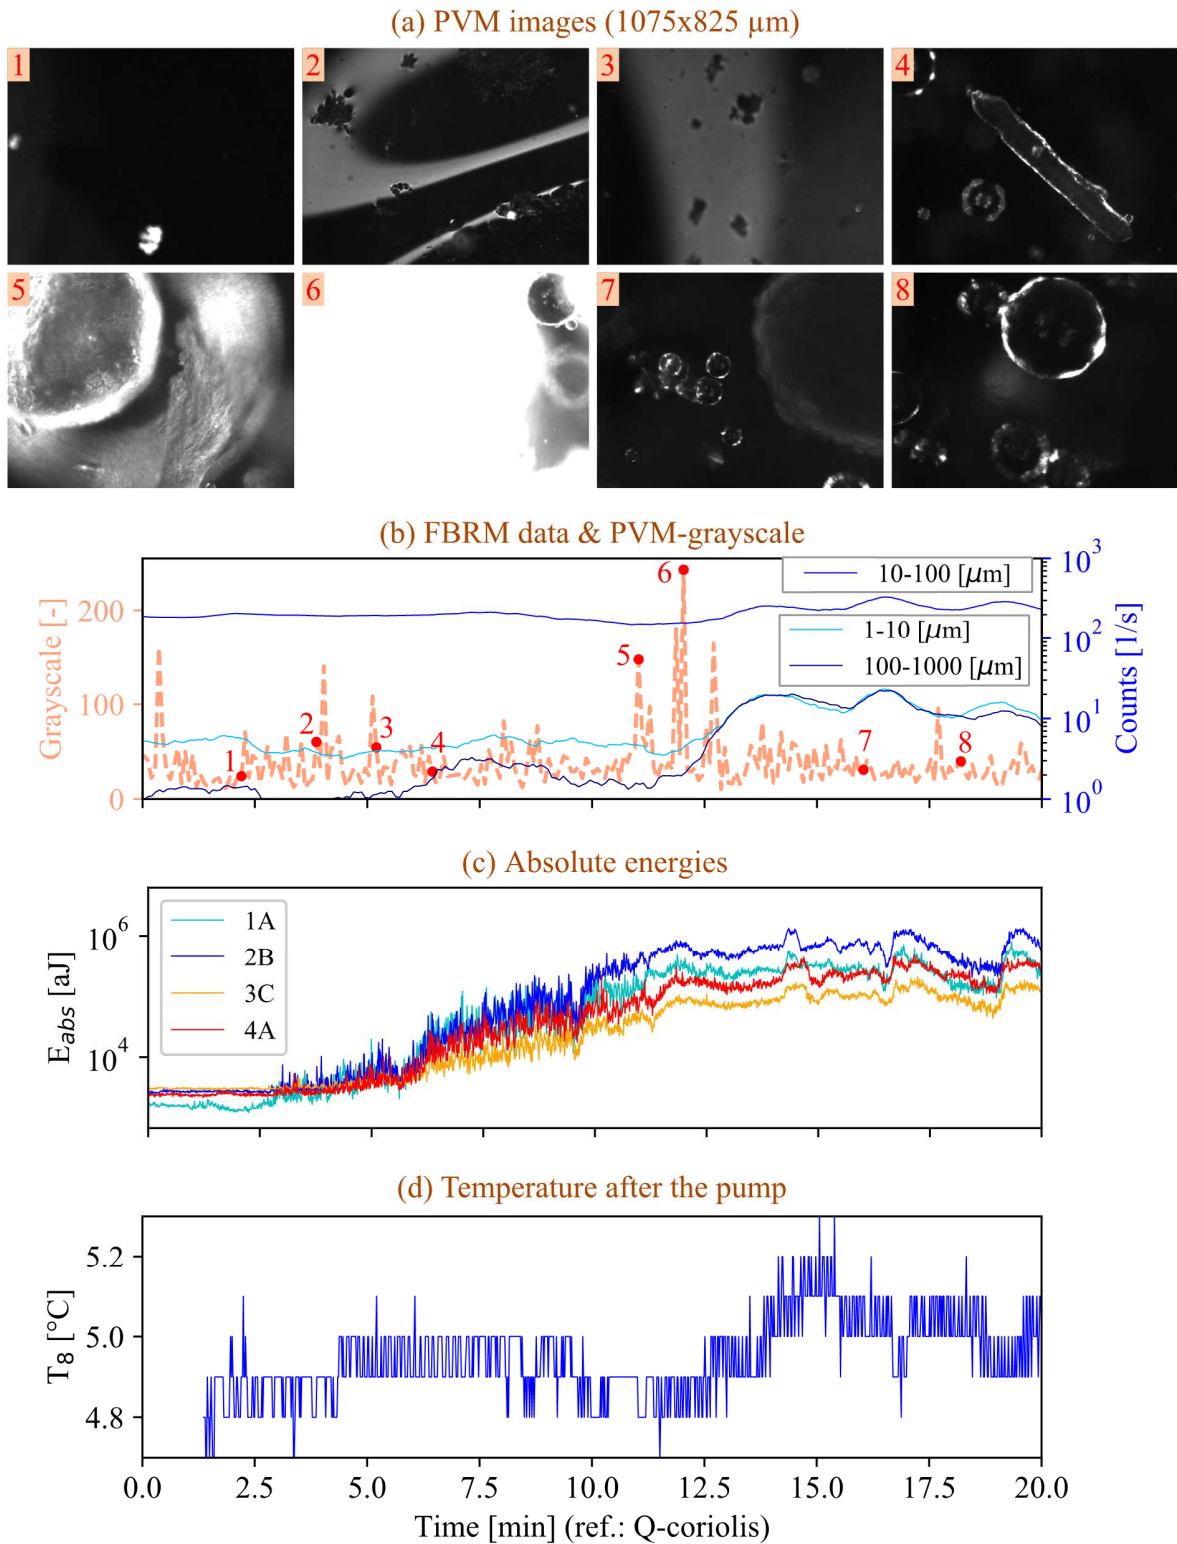 (a) PVM images (1075x825 µm)
1 2 3 4
5 6 7 8
(b) FBRM data & PVM-grayscale
Grayscale [-]
200
100
0
10-100 [µm]
1-10 [µm]
100-1000 [µm]
1 2 3 4 5 6 7 8
10³
10²
10¹
10⁰
Counts [1/s]
(c) Absolute energies
E_abs [aJ]
10⁶
10⁴
1A
2B
3C
4A
(d) Temperature after the pump
T₈ [°C]
5.2
5.0
4.8
0.0 2.5 5.0 7.5 10.0 12.5 15.0 17.5 20.0
Time [min] (ref.: Q-coriolis)